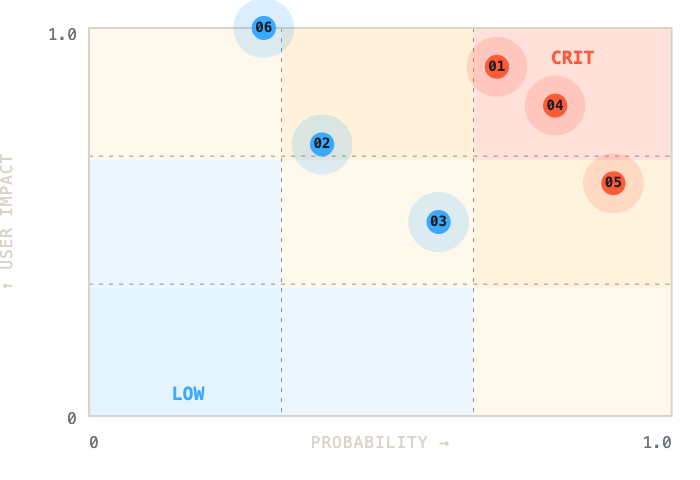 06
1.0
CRIT
01
04
02
05
↑ USER IMPACT
03
LOW
0
0
PROBABILITY →
1.0